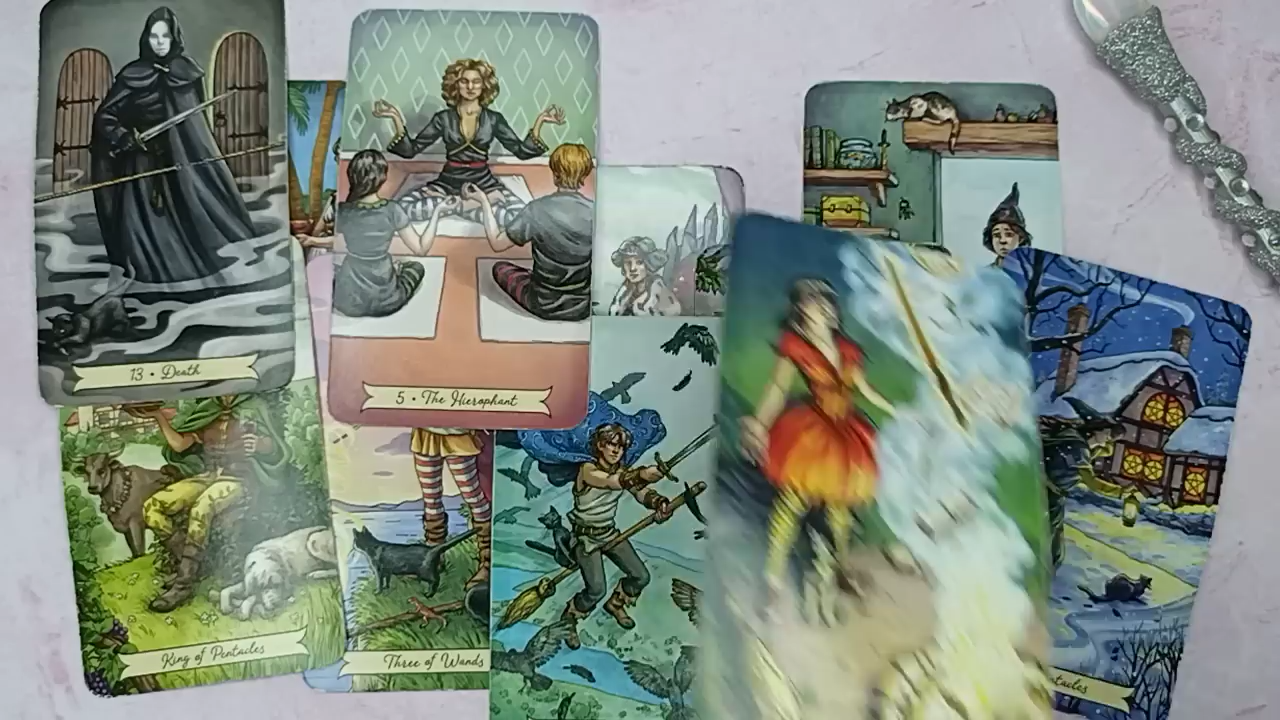 13 • Death
5 • The Hierophant
King of Pentacles
Three of Wands